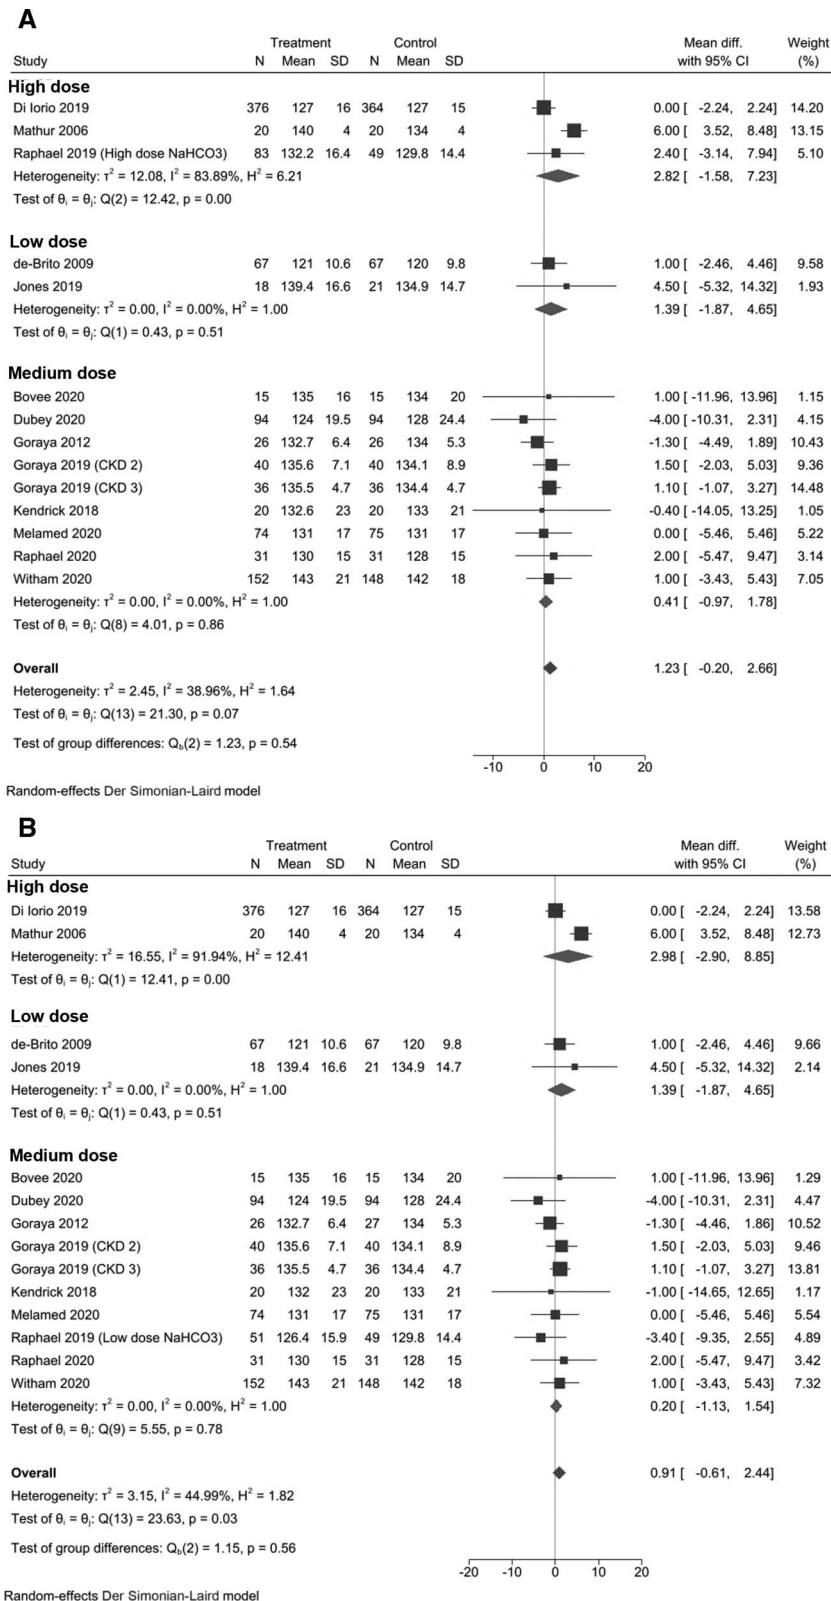 A
Treatment Control Mean diff. Weight
Study N Mean SD N Mean SD with 95% CI (%)
High dose
Di Iorio 2019 376 127 16 364 127 15 0.00 [ -2.24, 2.24] 14.20
Mathur 2006 20 140 4 20 134 4 6.00 [ 3.52, 8.48] 13.15
Raphael 2019 (High dose NaHCO3) 83 132.2 16.4 49 129.8 14.4 2.40 [ -3.14, 7.94] 5.10
Heterogeneity: τ² = 12.08, I² = 83.89%, H² = 6.21 2.82 [ -1.58, 7.23]
Test of θᵢ = θⱼ: Q(2) = 12.42, p = 0.00
Low dose
de-Brito 2009 67 121 10.6 67 120 9.8 1.00 [ -2.46, 4.46] 9.58
Jones 2019 18 139.4 16.6 21 134.9 14.7 4.50 [ -5.32, 14.32] 1.93
Heterogeneity: τ² = 0.00, I² = 0.00%, H² = 1.00 1.39 [ -1.87, 4.65]
Test of θᵢ = θⱼ: Q(1) = 0.43, p = 0.51
Medium dose
Bovee 2020 15 135 16 15 134 20 1.00 [ -11.96, 13.96] 1.15
Dubey 2020 94 124 19.5 94 128 24.4 -4.00 [ -10.31, 2.31] 4.15
Goraya 2012 26 132.7 6.4 26 134 5.3 -1.30 [ -4.49, 1.89] 10.43
Goraya 2019 (CKD 2) 40 135.6 7.1 40 134.1 8.9 1.50 [ -2.03, 5.03] 9.36
Goraya 2019 (CKD 3) 36 135.5 4.7 36 134.4 4.7 1.10 [ -1.07, 3.27] 14.48
Kendrick 2018 20 132.6 23 20 133 21 -0.40 [ -14.05, 13.25] 1.05
Melamed 2020 74 131 17 75 131 17 0.00 [ -5.46, 5.46] 5.22
Raphael 2020 31 130 15 31 128 15 2.00 [ -5.47, 9.47] 3.14
Witham 2020 152 143 21 148 142 18 1.00 [ -3.43, 5.43] 7.05
Heterogeneity: τ² = 0.00, I² = 0.00%, H² = 1.00 0.41 [ -0.97, 1.78]
Test of θᵢ = θⱼ: Q(8) = 4.01, p = 0.86
Overall 1.23 [ -0.20, 2.66]
Heterogeneity: τ² = 2.45, I² = 38.96%, H² = 1.64
Test of θᵢ = θⱼ: Q(13) = 21.30, p = 0.07
Test of group differences: Q_b(2) = 1.23, p = 0.54
-10 0 10 20
Random-effects Der Simonian-Laird model
B
Treatment Control Mean diff. Weight
Study N Mean SD N Mean SD with 95% CI (%)
High dose
Di Iorio 2019 376 127 16 364 127 15 0.00 [ -2.24, 2.24] 13.58
Mathur 2006 20 140 4 20 134 4 6.00 [ 3.52, 8.48] 12.73
Heterogeneity: τ² = 16.55, I² = 91.94%, H² = 12.41 2.98 [ -2.90, 8.85]
Test of θᵢ = θⱼ: Q(1) = 12.41, p = 0.00
Low dose
de-Brito 2009 67 121 10.6 67 120 9.8 1.00 [ -2.46, 4.46] 9.66
Jones 2019 18 139.4 16.6 21 134.9 14.7 4.50 [ -5.32, 14.32] 2.14
Heterogeneity: τ² = 0.00, I² = 0.00%, H² = 1.00 1.39 [ -1.87, 4.65]
Test of θᵢ = θⱼ: Q(1) = 0.43, p = 0.51
Medium dose
Bovee 2020 15 135 16 15 134 20 1.00 [ -11.96, 13.96] 1.29
Dubey 2020 94 124 19.5 94 128 24.4 -4.00 [ -10.31, 2.31] 4.47
Goraya 2012 26 132.7 6.4 27 134 5.3 -1.30 [ -4.46, 1.86] 10.52
Goraya 2019 (CKD 2) 40 135.6 7.1 40 134.1 8.9 1.50 [ -2.03, 5.03] 9.46
Goraya 2019 (CKD 3) 36 135.5 4.7 36 134.4 4.7 1.10 [ -1.07, 3.27] 13.81
Kendrick 2018 20 132 23 20 133 21 -1.00 [ -14.65, 12.65] 1.17
Melamed 2020 74 131 17 75 131 17 0.00 [ -5.46, 5.46] 5.54
Raphael 2019 (Low dose NaHCO3) 51 126.4 15.9 49 129.8 14.4 -3.40 [ -9.35, 2.55] 4.89
Raphael 2020 31 130 15 31 128 15 2.00 [ -5.47, 9.47] 3.42
Witham 2020 152 143 21 148 142 18 1.00 [ -3.43, 5.43] 7.32
Heterogeneity: τ² = 0.00, I² = 0.00%, H² = 1.00 0.20 [ -1.13, 1.54]
Test of θᵢ = θⱼ: Q(9) = 5.55, p = 0.78
Overall 0.91 [ -0.61, 2.44]
Heterogeneity: τ² = 3.15, I² = 44.99%, H² = 1.82
Test of θᵢ = θⱼ: Q(13) = 23.63, p = 0.03
Test of group differences: Q_b(2) = 1.15, p = 0.56
-20 -10 0 10 20
Random-effects Der Simonian-Laird model